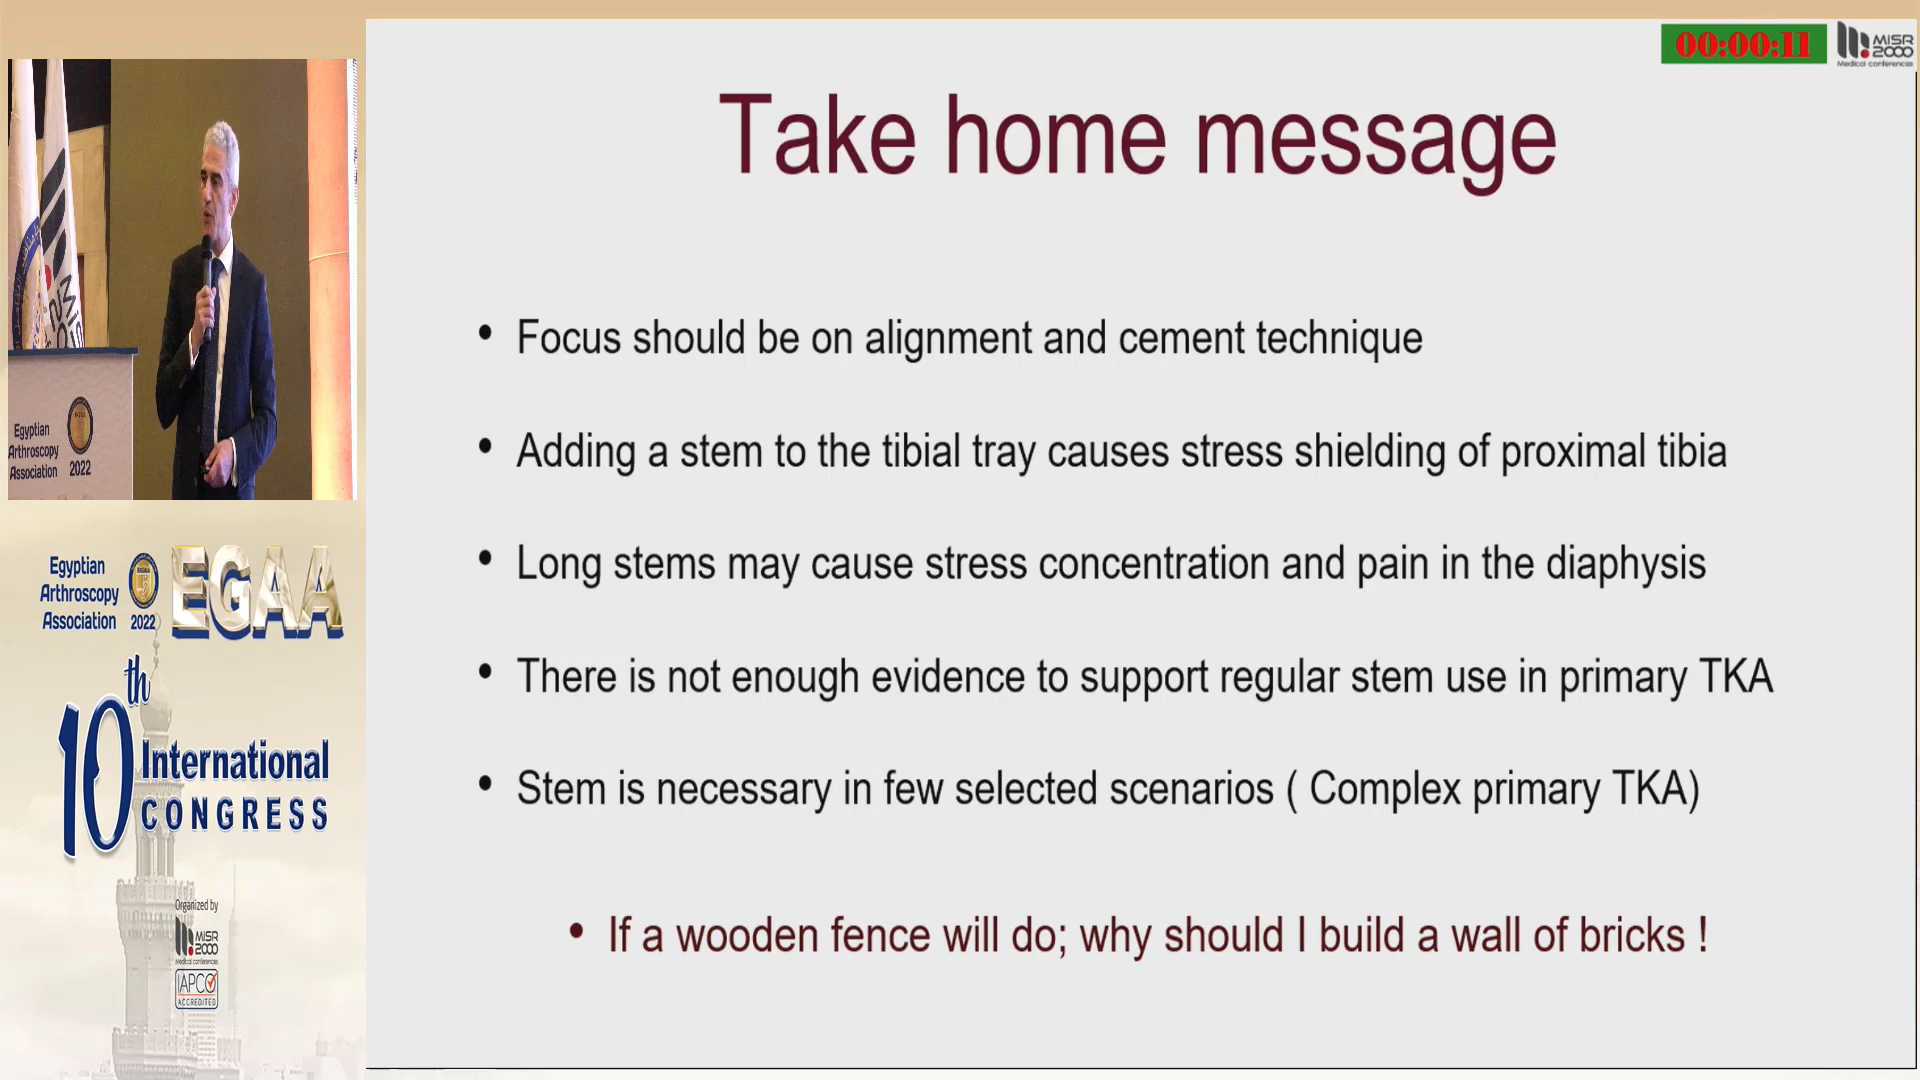 00:00:11
MISR
2000
Medical conferences
Take home message
• Focus should be on alignment and cement technique
• Adding a stem to the tibial tray causes stress shielding of proximal tibia
• Long stems may cause stress concentration and pain in the diaphysis
• There is not enough evidence to support regular stem use in primary TKA
• Stem is necessary in few selected scenarios ( Complex primary TKA)
• If a wooden fence will do; why should I build a wall of bricks !
Egyptian
Arthroscopy
Association
2022
Egyptian
Arthroscopy
Association
2022
EGAA
10th
International
CONGRESS
Organized by
MISR
2000
Medical conferences
IAPCO
ACCREDITED